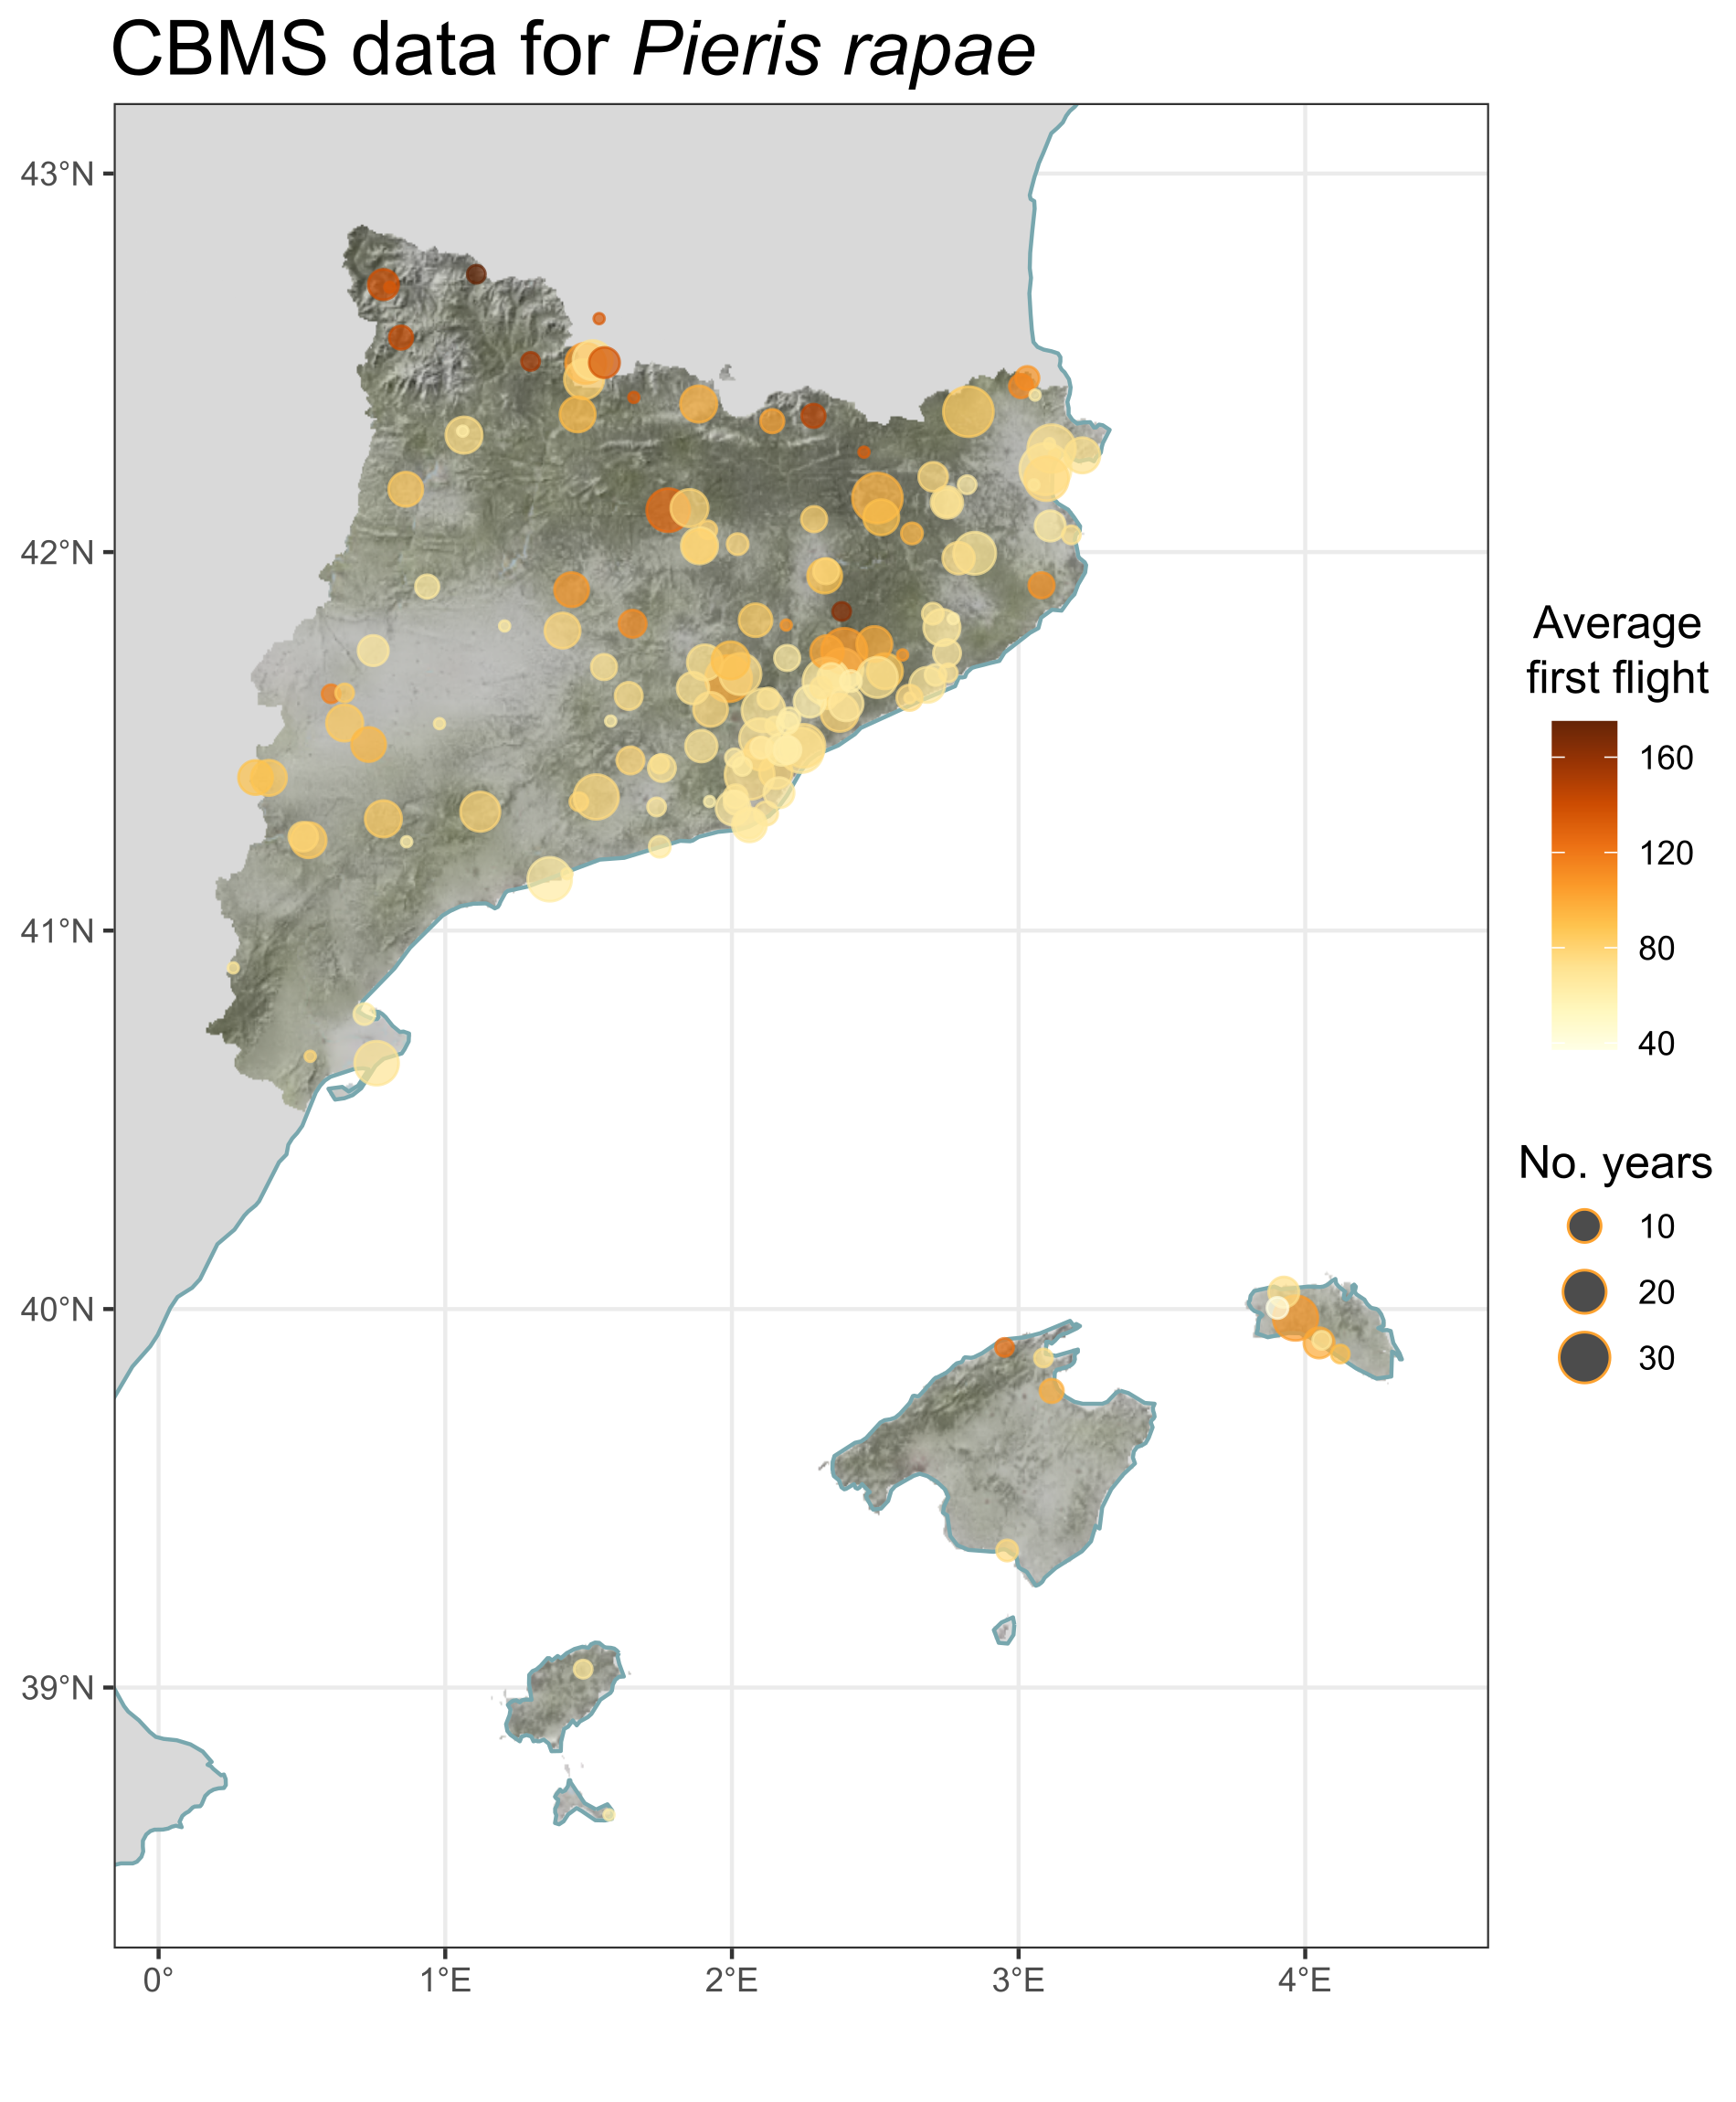 CBMS data for Pieris rapae
43°N
42°N
41°N
40°N
39°N
0°
1°E
2°E
3°E
4°E
Average
first flight
160
120
80
40
No. years
10
20
30